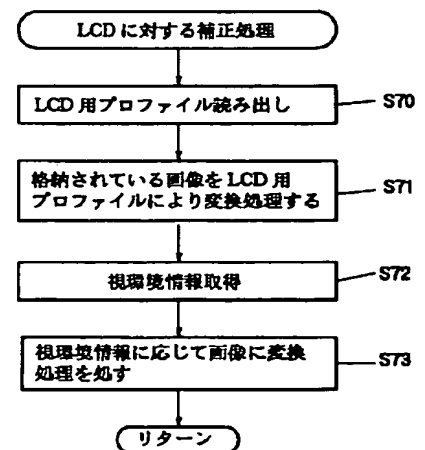 LCDに対する補正処理
LCD用プロファイル読み出し
S70
格納されている画像をLCD用
プロファイルにより変換処理する
S71
視環境情報取得
S72
視環境情報に応じて画像に変換
処理を処す
S73
リターン